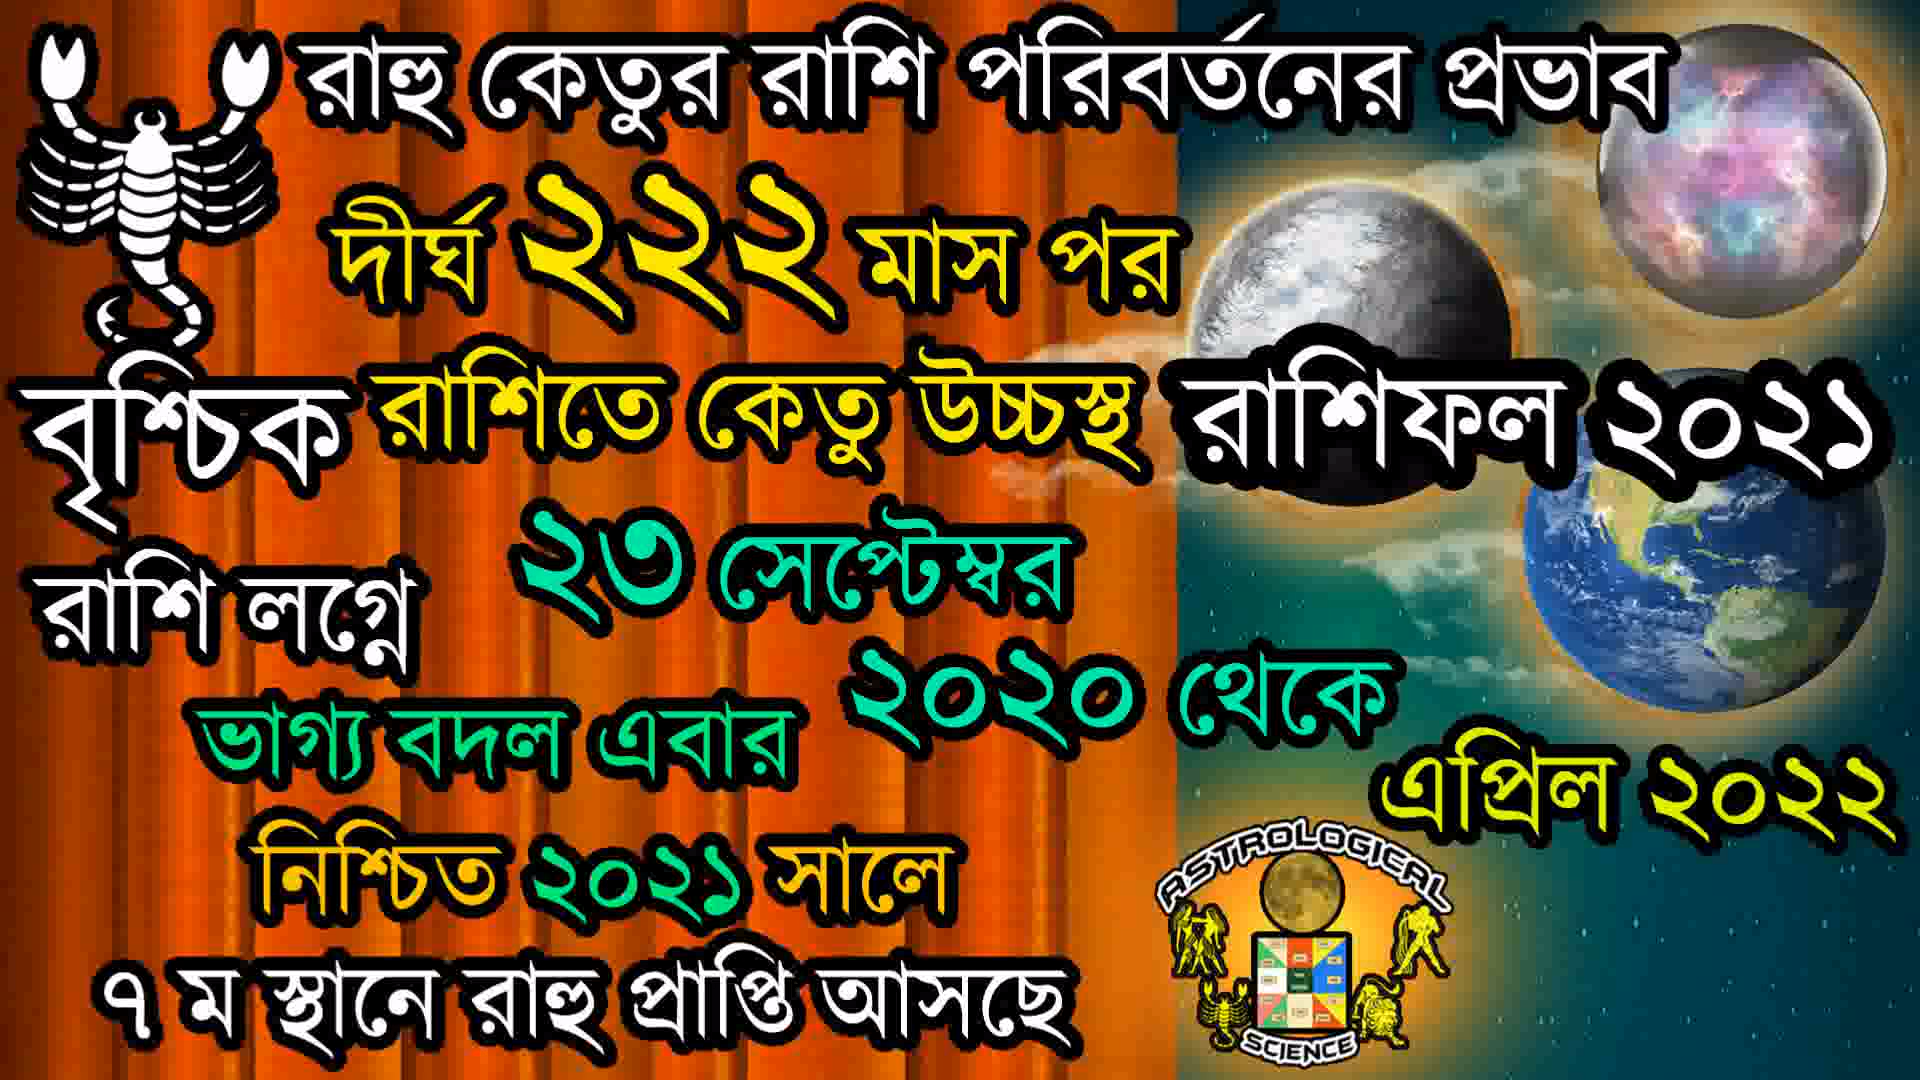 রাহু কেতুর রাশি পরিবর্তনের প্রভাব
দীর্ঘ ২২২ মাস পর
বৃশ্চিক রাশিতে কেতু উচ্চস্থ রাশিফল ২০২১
রাশি লগ্নে ২৩ সেপ্টেম্বর
ভাগ্য বদল এবার ২০২০ থেকে
এপ্রিল ২০২২
নিশ্চিত ২০২১ সালে
৭ ম স্থানে রাহু প্রাপ্তি আসছে
ASTROLOGICAL
SCIENCE